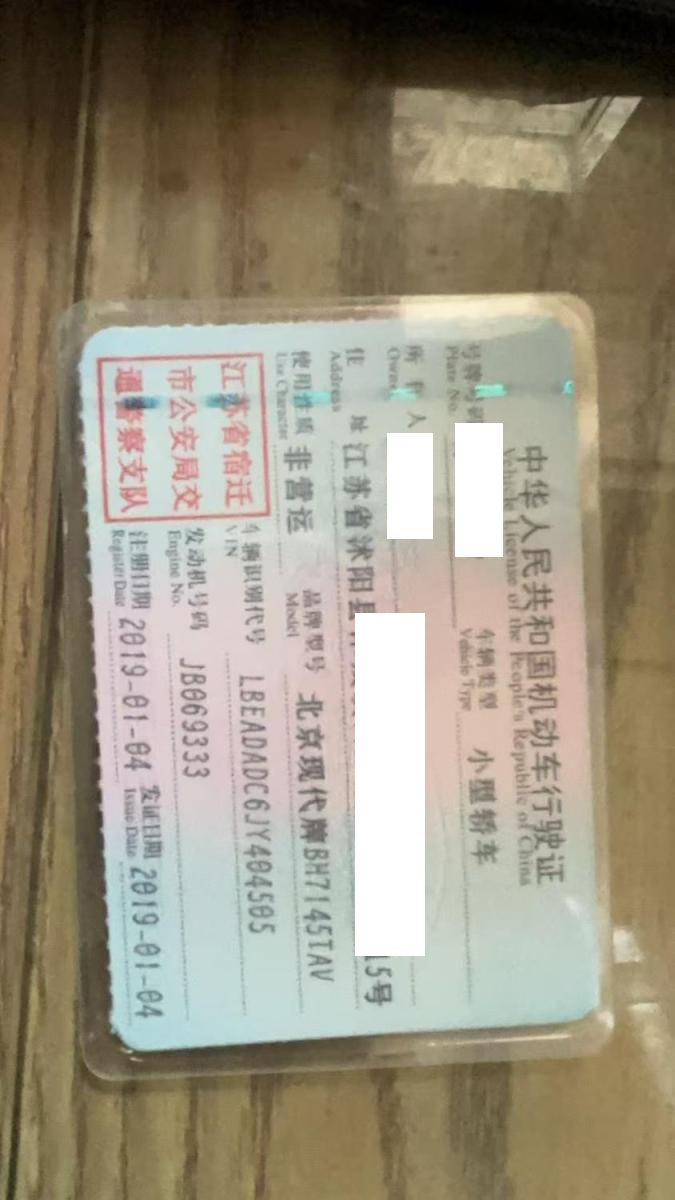 中华人民共和国机动车行驶证
Vehicle License of the People's Republic of China
号牌号码 Plate No.
车辆类型 Vehicle Type 小型轿车
所有人 Owner
住址 Address 江苏省沭阳县
15号
使用性质 Use Character 非营运
品牌型号 Model 北京现代牌BH7145TAV
江苏省宿迁
市公安局交
通警察支队
车辆识别代号 VIN LBEADADC6JY404505
发动机号码 Engine No. JB069333
注册日期 Register Date 2019-01-04
发证日期 Issue Date 2019-01-04